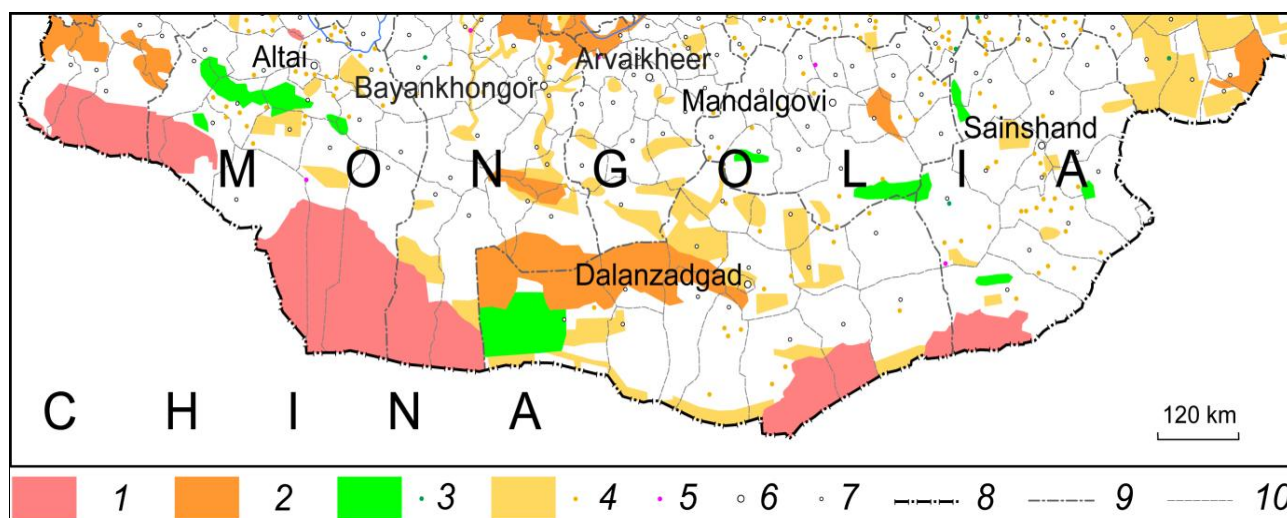 Altai
Arvaikheer
Bayankhongor
Mandalgovi
Sainshand
M O N G O L I A
Dalanzadgad
C H I N A
120 km
1 2 3 4 5 6 7 8 9 10